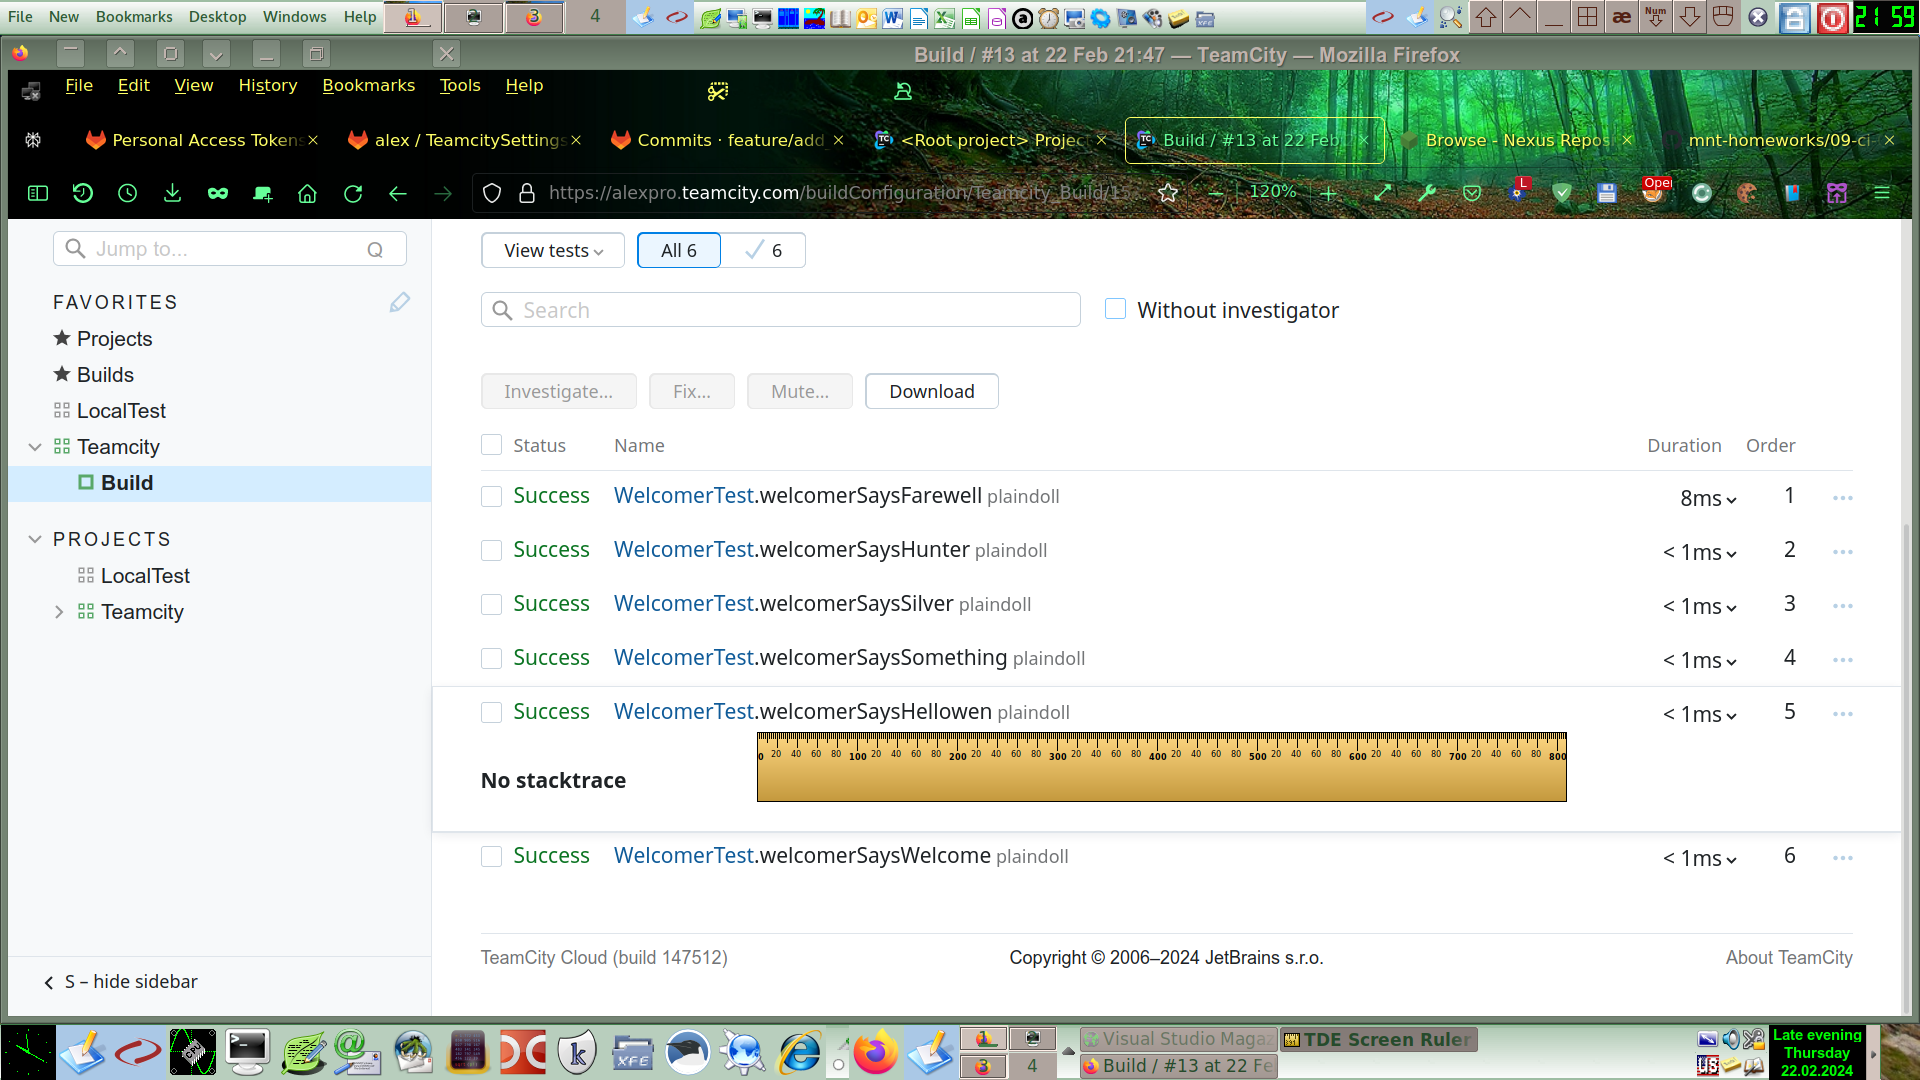 File New Bookmarks Desktop Windows Help 1 3 4 Num 21 59
Build / #13 at 22 Feb 21:47 — TeamCity — Mozilla Firefox
File Edit View History Bookmarks Tools Help
Personal Access Tokens alex / TeamcitySettings Commits · feature/add <Root project> Projec Build / #13 at 22 Feb Browse - Nexus Repos mnt-homeworks/09-ci-
https://alexpro.teamcity.com/buildConfiguration/Teamcity_Build/1 120% L Ope
Jump to... Q
View tests All 6 6
FAVORITES
Search Without investigator
Projects
Builds
Investigate... Fix... Mute... Download
LocalTest
Teamcity
Status Name Duration Order
Build
Success WelcomerTest.welcomerSaysFarewell plaindoll 8ms 1
PROJECTS
Success WelcomerTest.welcomerSaysHunter plaindoll < 1ms 2
LocalTest
Success WelcomerTest.welcomerSaysSilver plaindoll < 1ms 3
Teamcity
Success WelcomerTest.welcomerSaysSomething plaindoll < 1ms 4
Success WelcomerTest.welcomerSaysHellowen plaindoll < 1ms 5
0 20 40 60 80 100 20 40 60 80 200 20 40 60 80 300 20 40 60 80 400 20 40 60 80 500 20 40 60 80 600 20 40 60 80 700 20 40 60 80 800
No stacktrace
Success WelcomerTest.welcomerSaysWelcome plaindoll < 1ms 6
TeamCity Cloud (build 147512) Copyright © 2006–2024 JetBrains s.r.o. About TeamCity
S – hide sidebar
CPU XFE 1 Visual Studio Magaz TDE Screen Ruler
3 4 Build / #13 at 22 Fe us
Late evening
Thursday
22.02.2024